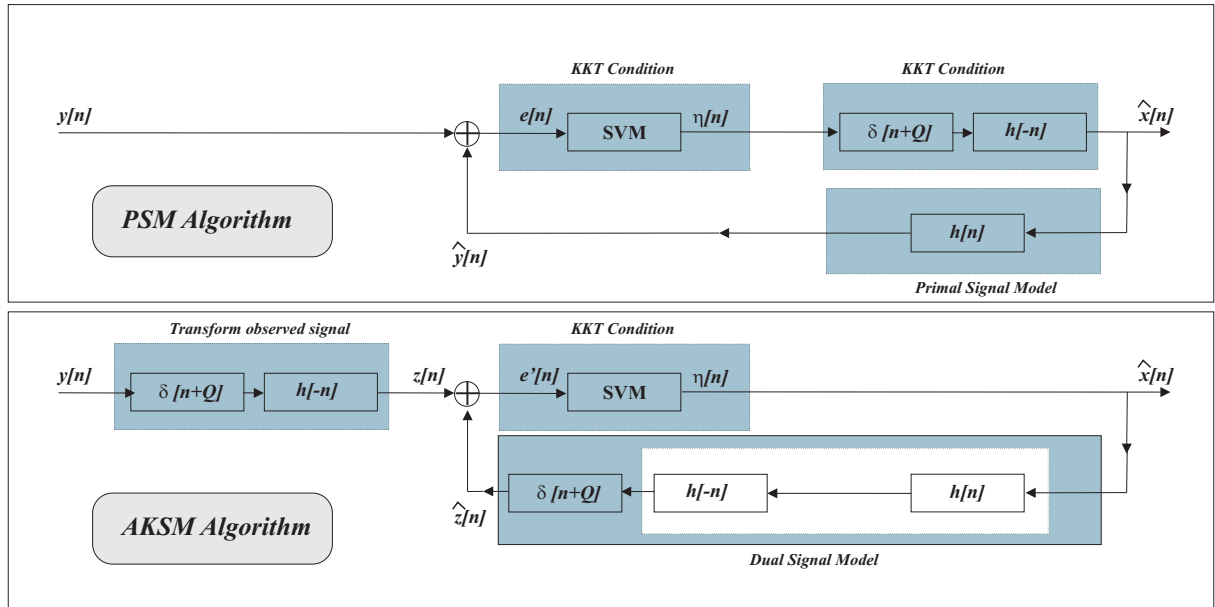 KKT Condition
KKT Condition
y[n]
e[n]
SVM
η[n]
δ [n+Q]
h[-n]
x̂[n]
PSM Algorithm
ŷ[n]
h[n]
Primal Signal Model
Transform observed signal
KKT Condition
y[n]
δ [n+Q]
h[-n]
z[n]
e'[n]
SVM
η[n]
x̂[n]
AKSM Algorithm
ẑ[n]
δ [n+Q]
h[-n]
h[n]
Dual Signal Model